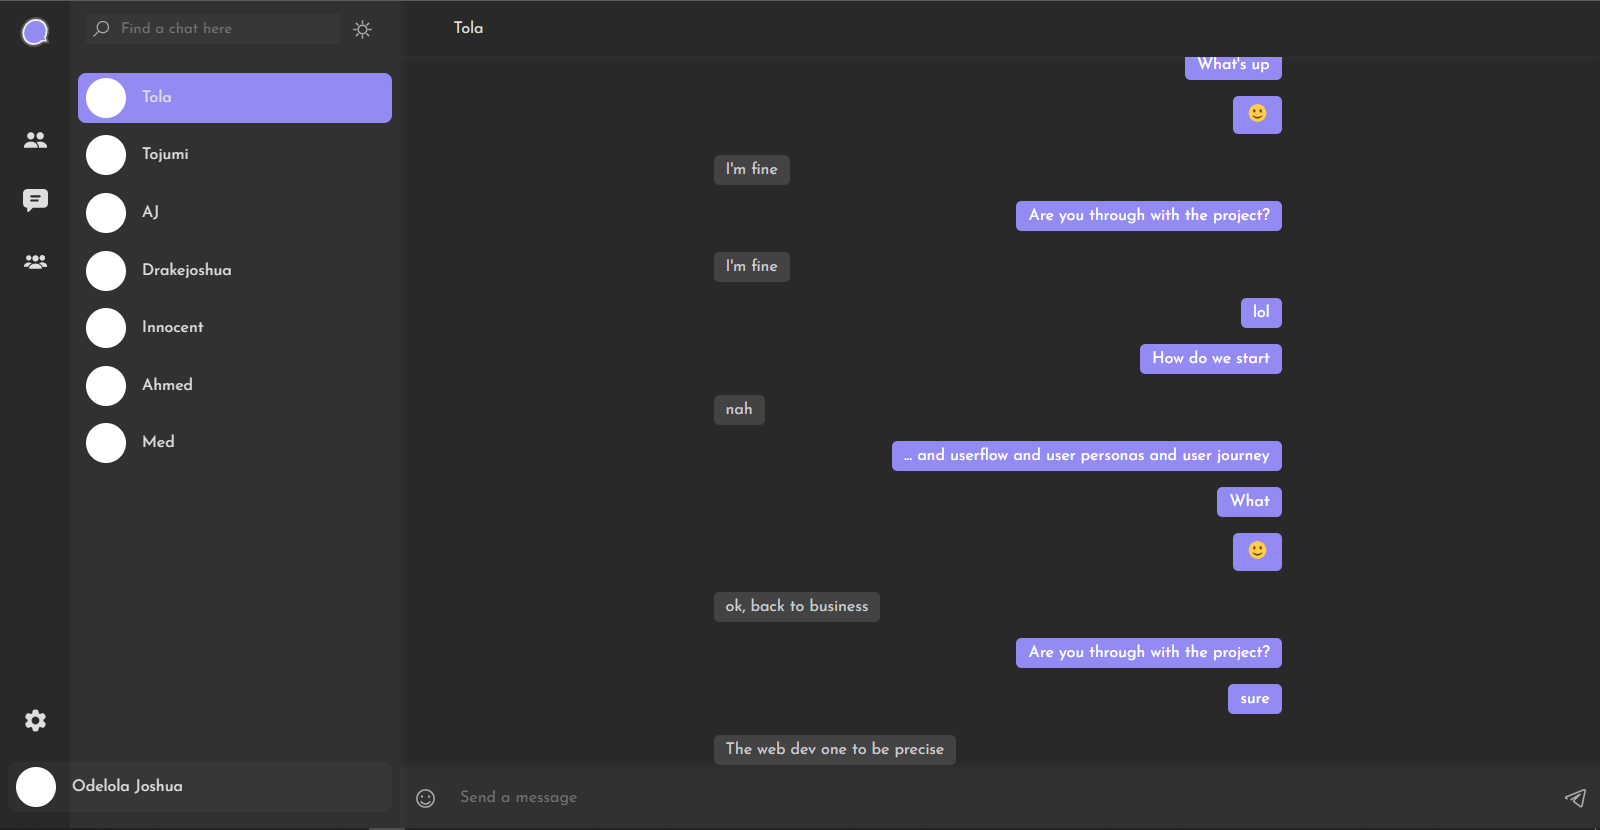 Find a chat here
Tola
Tojumi
AJ
Drakejoshua
Innocent
Ahmed
Med
Odelola Joshua
Tola
What's up
🙂
I'm fine
Are you through with the project?
I'm fine
lol
How do we start
nah
... and userflow and user personas and user journey
What
🙂
ok, back to business
Are you through with the project?
sure
The web dev one to be precise
Send a message